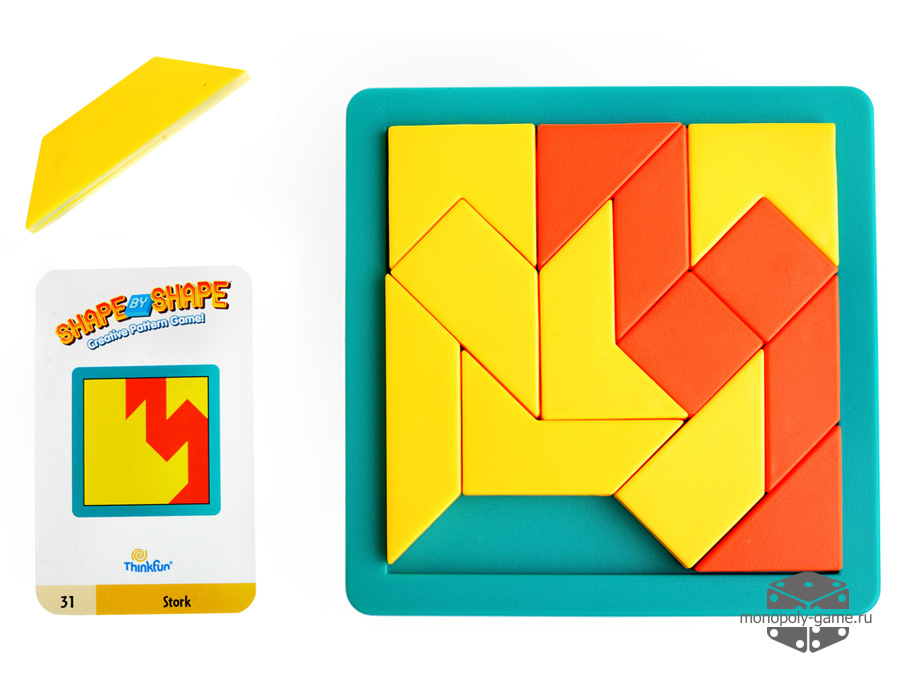 SHAPE BY SHAPE
Creative Pattern Game!
Thinkfun®
31 Stork
monopoly-game.ru